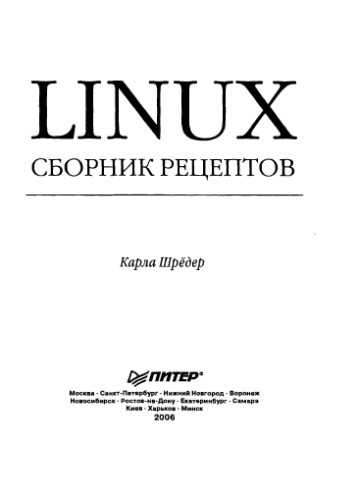 LINUX
СБОРНИК РЕЦЕПТОВ
Карла Шрёдер
ПИТЕР®
Москва · Санкт-Петербург · Нижний Новгород · Воронеж
Новосибирск · Ростов-на-Дону · Екатеринбург · Самара
Киев · Харьков · Минск
2006